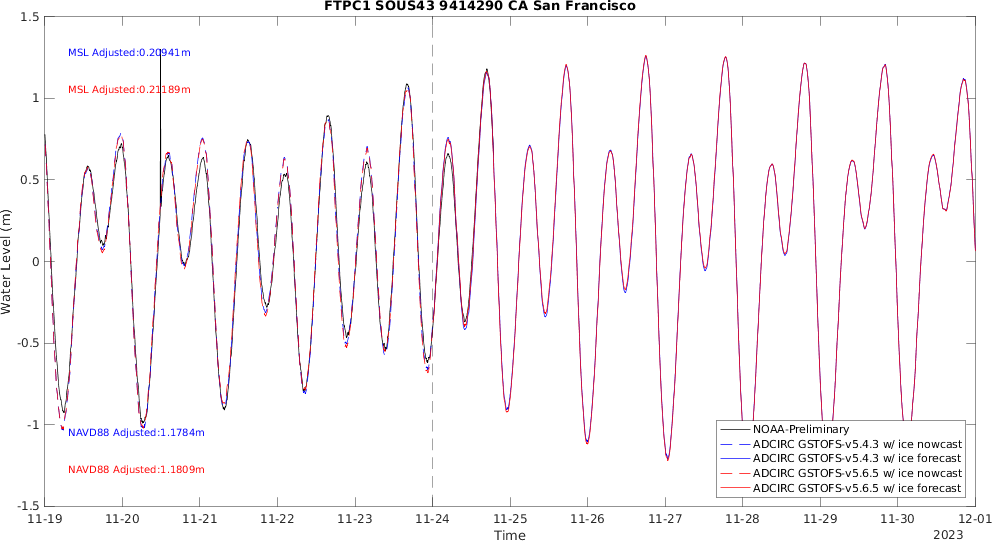 FTPC1 SOUS43 9414290 CA San Francisco
1.5
MSL Adjusted:0.20941m
MSL Adjusted:0.21189m
1
0.5
0
-0.5
-1
-1.5
Water Level (m)
NAVD88 Adjusted:1.1784m
NAVD88 Adjusted:1.1809m
NOAA-Preliminary
ADCIRC GSTOFS-v5.4.3 w/ ice nowcast
ADCIRC GSTOFS-v5.4.3 w/ ice forecast
ADCIRC GSTOFS-v5.6.5 w/ ice nowcast
ADCIRC GSTOFS-v5.6.5 w/ ice forecast
11-19 11-20 11-21 11-22 11-23 11-24 11-25 11-26 11-27 11-28 11-29 11-30 12-01
Time
2023